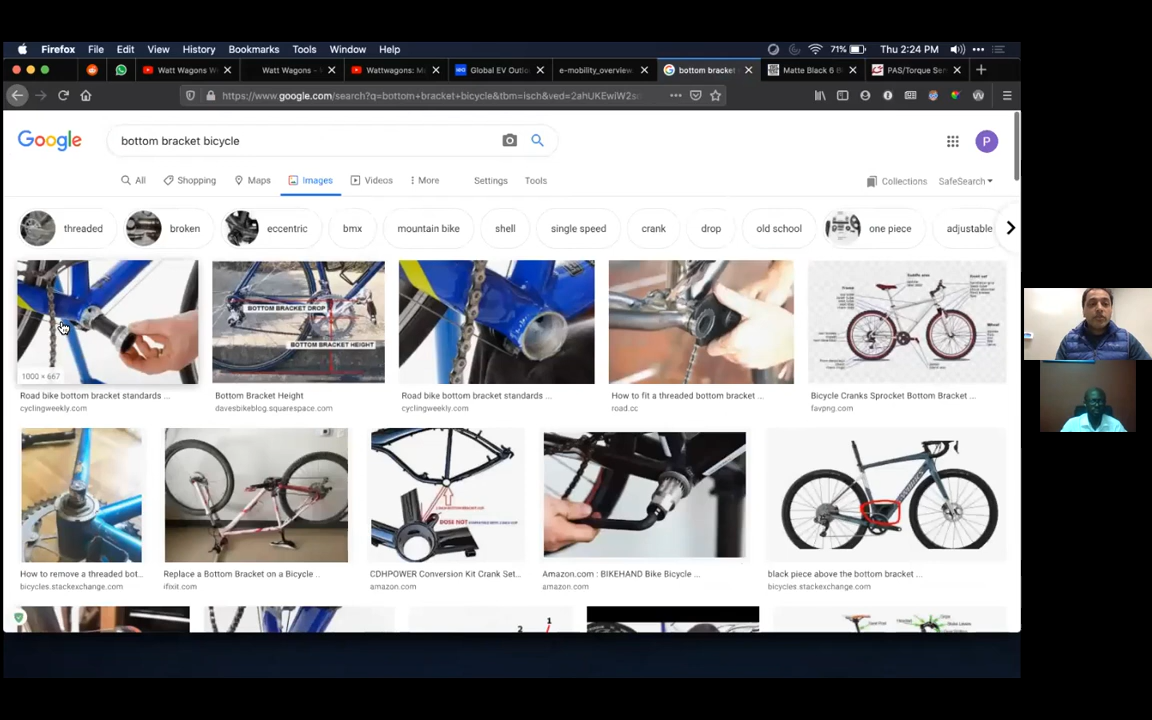 Firefox File Edit View History Bookmarks Tools Window Help 71% Thu 2:24 PM
Watt Wagons W Watt Wagons - Wattwagons: M Global EV Outlo e-mobility_overview. bottom bracket Matte Black 6 B PAS/Torque Sen
https://www.google.com/search?q=bottom+bracket+bicycle&tbm=isch&ved=2ahUKEwiW2s
Google bottom bracket bicycle P
All Shopping Maps Images Videos More Settings Tools Collections SafeSearch
threaded broken eccentric bmx mountain bike shell single speed crank drop old school one piece adjustable
BOTTOM BRACKET DROP
BOTTOM BRACKET HEIGHT
1000 × 667
Road bike bottom bracket standards ... Bottom Bracket Height Road bike bottom bracket standards ... How to fit a threaded bottom bracket ... Bicycle Cranks Sprocket Bottom Bracket ...
cyclingweekly.com davesbikeblog.squarespace.com cyclingweekly.com road.cc favpng.com
How to remove a threaded bot... Replace a Bottom Bracket on a Bicycle .. CDHPOWER Conversion Kit Crank Set... Amazon.com : BIKEHAND Bike Bicycle ... black piece above the bottom bracket ...
bicycles.stackexchange.com ifixit.com amazon.com amazon.com bicycles.stackexchange.com
1
2